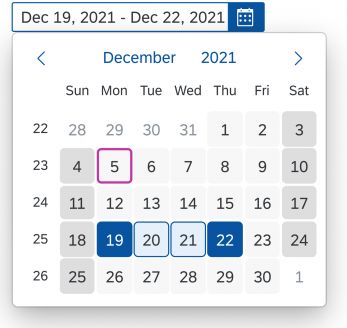 Dec 19, 2021 - Dec 22, 2021
December 2021
Sun Mon Tue Wed Thu Fri Sat
22 28 29 30 31 1 2 3
23 4 5 6 7 8 9 10
24 11 12 13 14 15 16 17
25 18 19 20 21 22 23 24
26 25 26 27 28 29 30 1